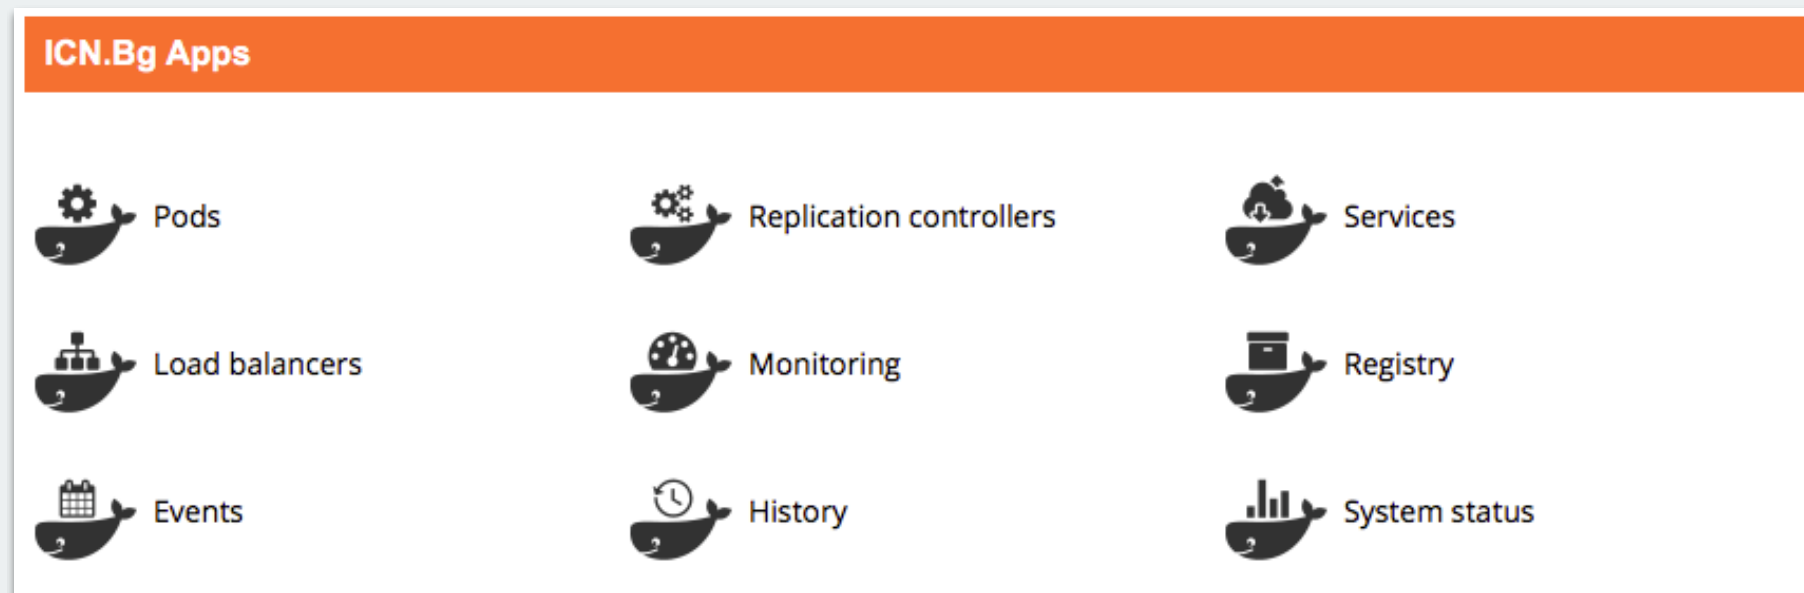 ICN.Bg Apps
Pods
Replication controllers
Services
Load balancers
Monitoring
Registry
Events
History
System status